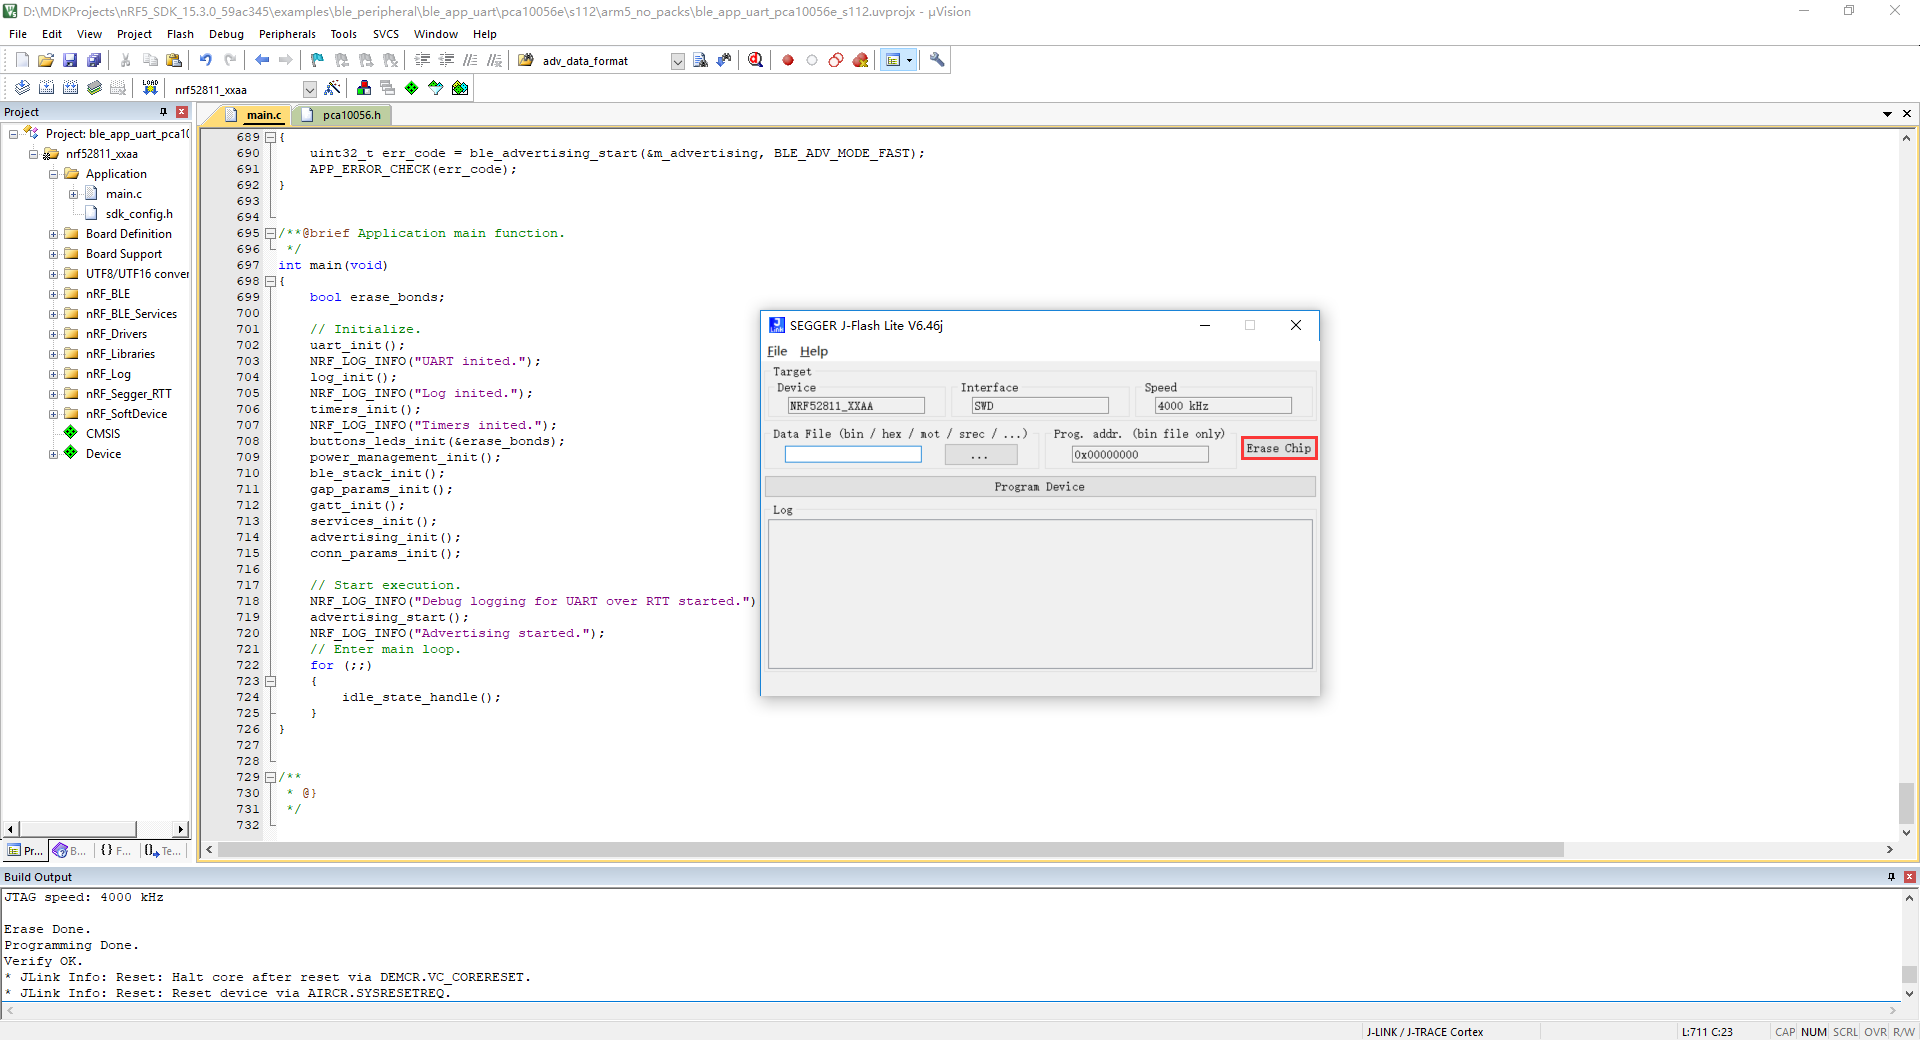 D:\MDKProjects\nRF5_SDK_15.3.0_59ac345\examples\ble_peripheral\ble_app_uart\pca10056e\s112\arm5_no_packs\ble_app_uart_pca10056e_s112.uvprojx - µVision
File Edit View Project Flash Debug Peripherals Tools SVCS Window Help
adv_data_format
LOAD
nrf52811_xxaa
Project
Project: ble_app_uart_pca10
nrf52811_xxaa
Application
main.c
sdk_config.h
Board Definition
Board Support
UTF8/UTF16 conver
nRF_BLE
nRF_BLE_Services
nRF_Drivers
nRF_Libraries
nRF_Log
nRF_Segger_RTT
nRF_SoftDevice
CMSIS
Device
Pr... B... {} F... 0 Te...
main.c pca10056.h
689 {
690 uint32_t err_code = ble_advertising_start(&m_advertising, BLE_ADV_MODE_FAST);
691 APP_ERROR_CHECK(err_code);
692 }
693
694
695 /**@brief Application main function.
696 */
697 int main(void)
698 {
699 bool erase_bonds;
700
701 // Initialize.
702 uart_init();
703 NRF_LOG_INFO("UART inited.");
704 log_init();
705 NRF_LOG_INFO("Log inited.");
706 timers_init();
707 NRF_LOG_INFO("Timers inited.");
708 buttons_leds_init(&erase_bonds);
709 power_management_init();
710 ble_stack_init();
711 gap_params_init();
712 gatt_init();
713 services_init();
714 advertising_init();
715 conn_params_init();
716
717 // Start execution.
718 NRF_LOG_INFO("Debug logging for UART over RTT started.")
719 advertising_start();
720 NRF_LOG_INFO("Advertising started.");
721 // Enter main loop.
722 for (;;)
723 {
724 idle_state_handle();
725 }
726 }
727
728
729 /**
730 * @}
731 */
732
SEGGER J-Flash Lite V6.46j
File Help
Target
Device Interface Speed
NRF52811_XXAA SWD 4000 kHz
Data File (bin / hex / mot / srec / ...) Prog. addr. (bin file only)
... 0x00000000 Erase Chip
Program Device
Log
Build Output
JTAG speed: 4000 kHz
Erase Done.
Programming Done.
Verify OK.
* JLink Info: Reset: Halt core after reset via DEMCR.VC_CORERESET.
* JLink Info: Reset: Reset device via AIRCR.SYSRESETREQ.
J-LINK / J-TRACE Cortex L:711 C:23 CAP NUM SCRL OVR R/W